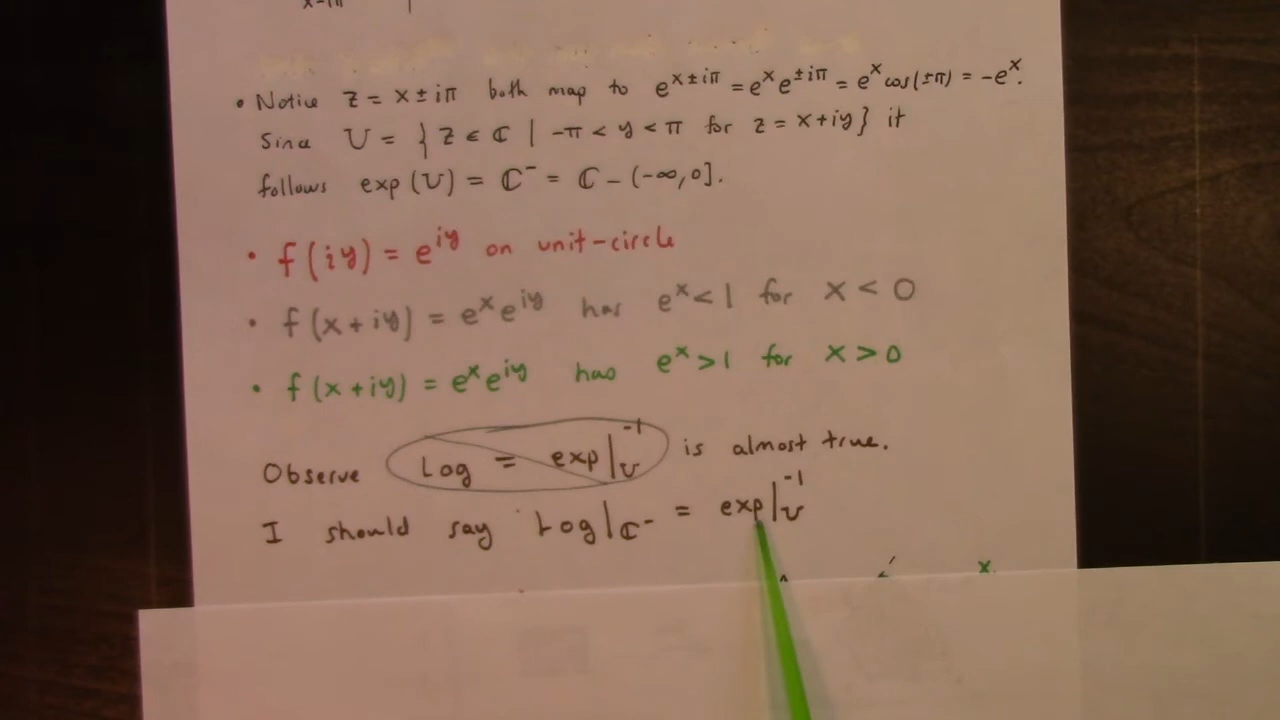 • Notice z = x ± iπ both map to e^{x±iπ} = e^x e^{±iπ} = e^x cos(±π) = -e^x.
Since U = { z ∈ ℂ | -π < y < π for z = x+iy } it
follows exp(U) = ℂ⁻ = ℂ - (-∞,0].
• f(iy) = e^{iy} on unit-circle
• f(x+iy) = e^x e^{iy} has e^x < 1 for x < 0
• f(x+iy) = e^x e^{iy} has e^x > 1 for x > 0
Observe Log = exp|_U^{-1} is almost true.
I should say Log|_{ℂ⁻} = exp|_U^{-1}